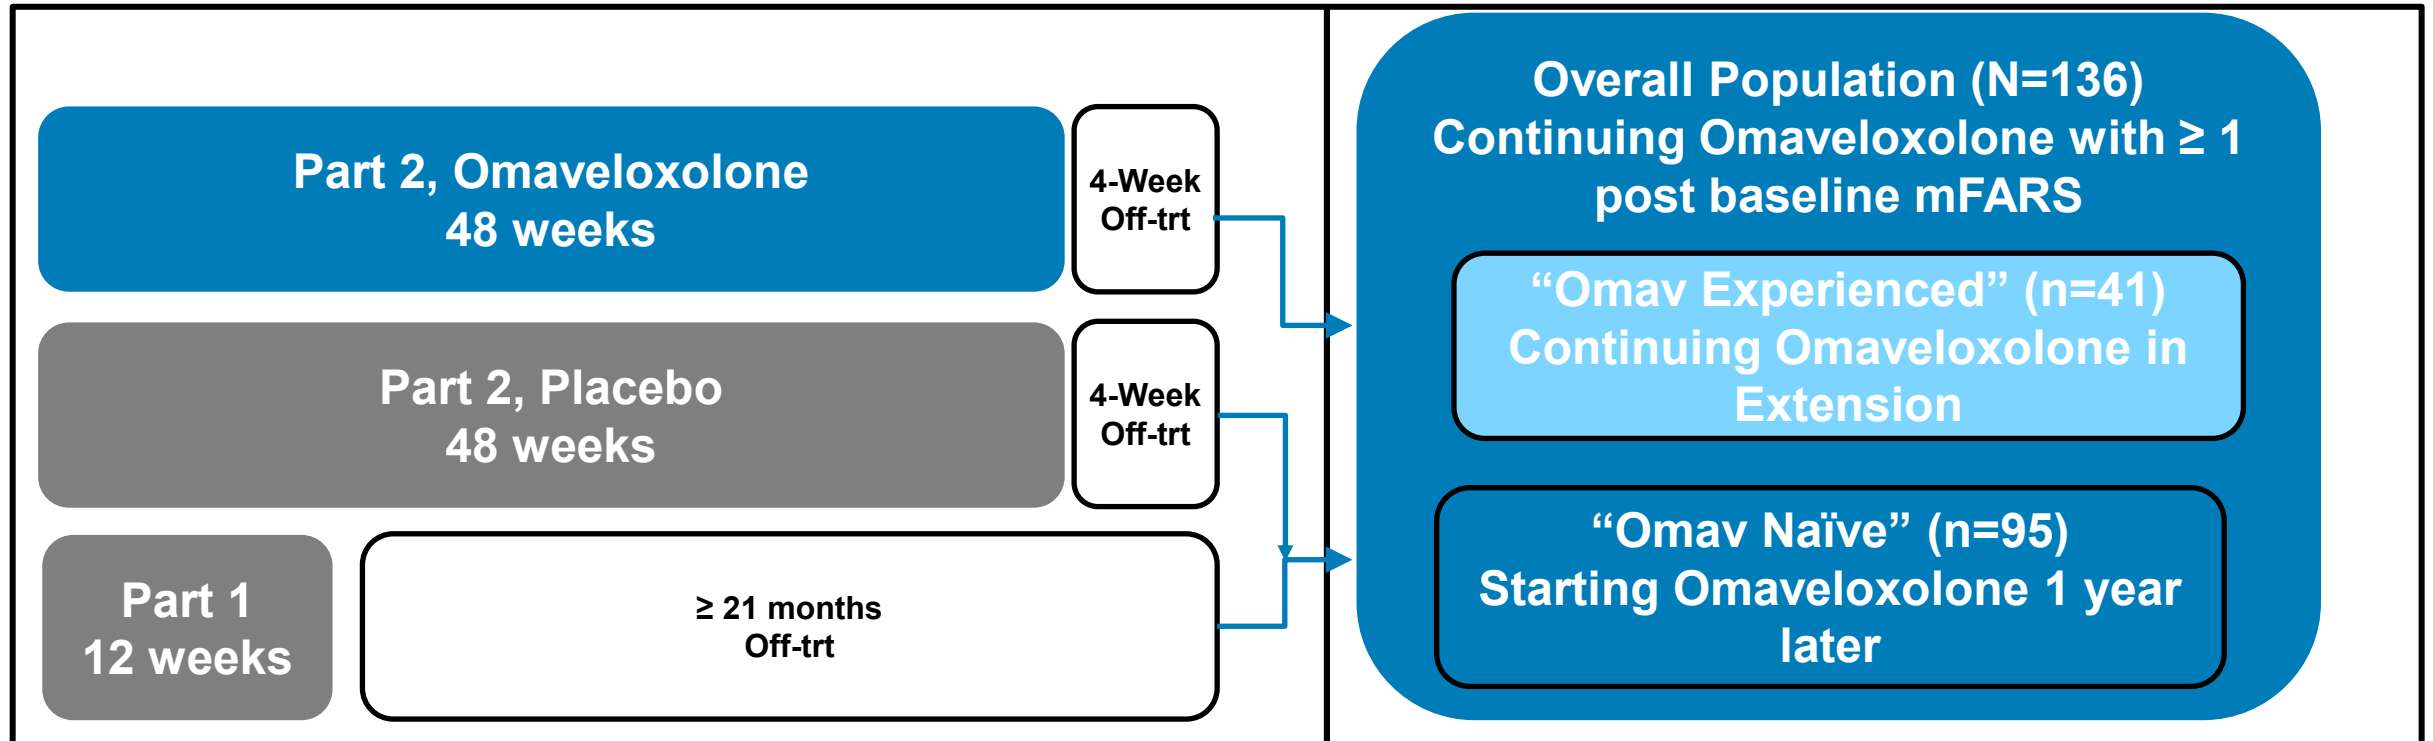 Part 2, Omaveloxolone
48 weeks
4-Week
Off-trt
Part 2, Placebo
48 weeks
4-Week
Off-trt
Part 1
12 weeks
≥ 21 months
Off-trt
Overall Population (N=136)
Continuing Omaveloxolone with ≥ 1
post baseline mFARS
“Omav Experienced” (n=41)
Continuing Omaveloxolone in
Extension
“Omav Naïve” (n=95)
Starting Omaveloxolone 1 year
later